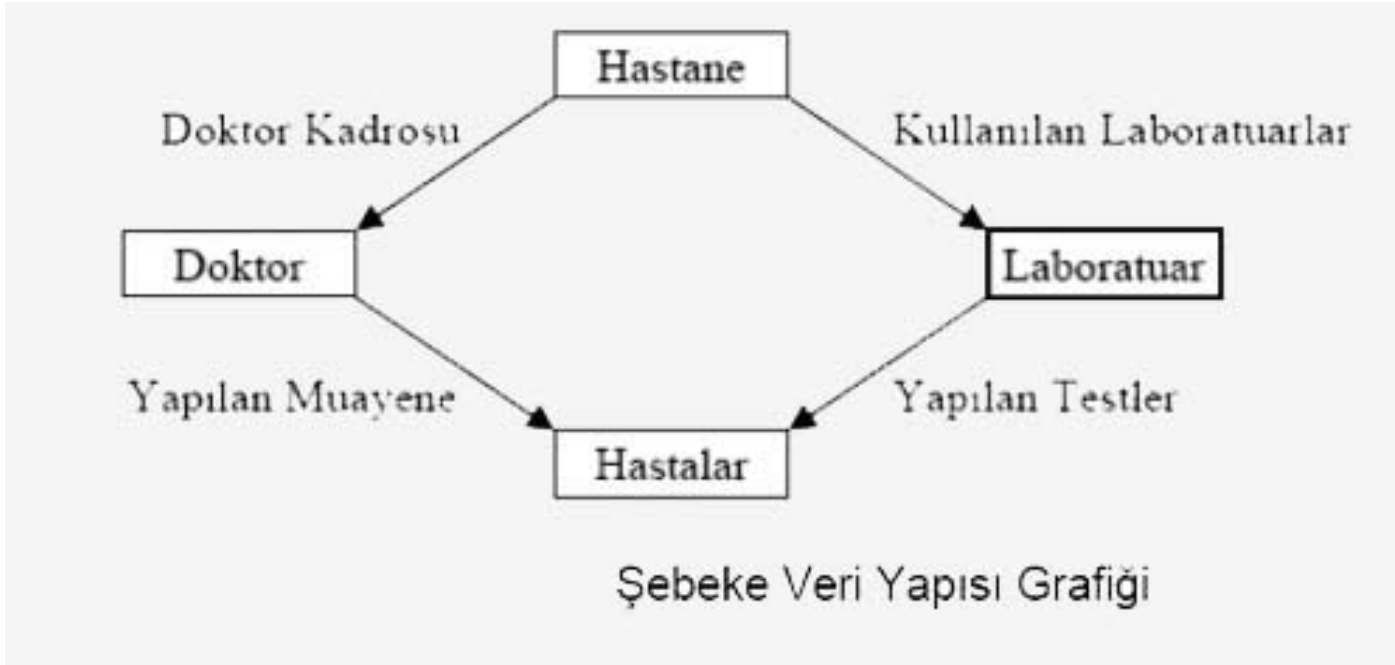 Hastane
Doktor Kadrosu
Kullanılan Laboratuarlar
Doktor
Laboratuar
Yapılan Muayene
Yapılan Testler
Hastalar
Şebeke Veri Yapısı Grafiği